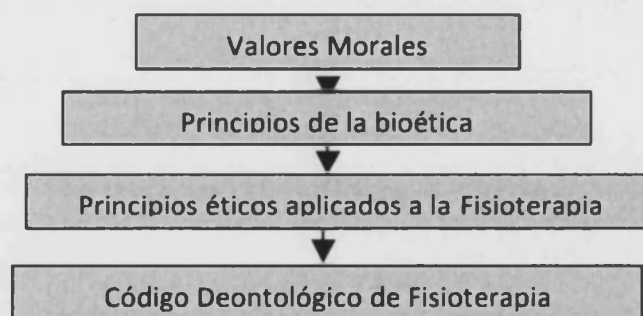 Valores Morales
Principios de la bioética
Principios éticos aplicados a la Fisioterapia
Código Deontológico de Fisioterapia